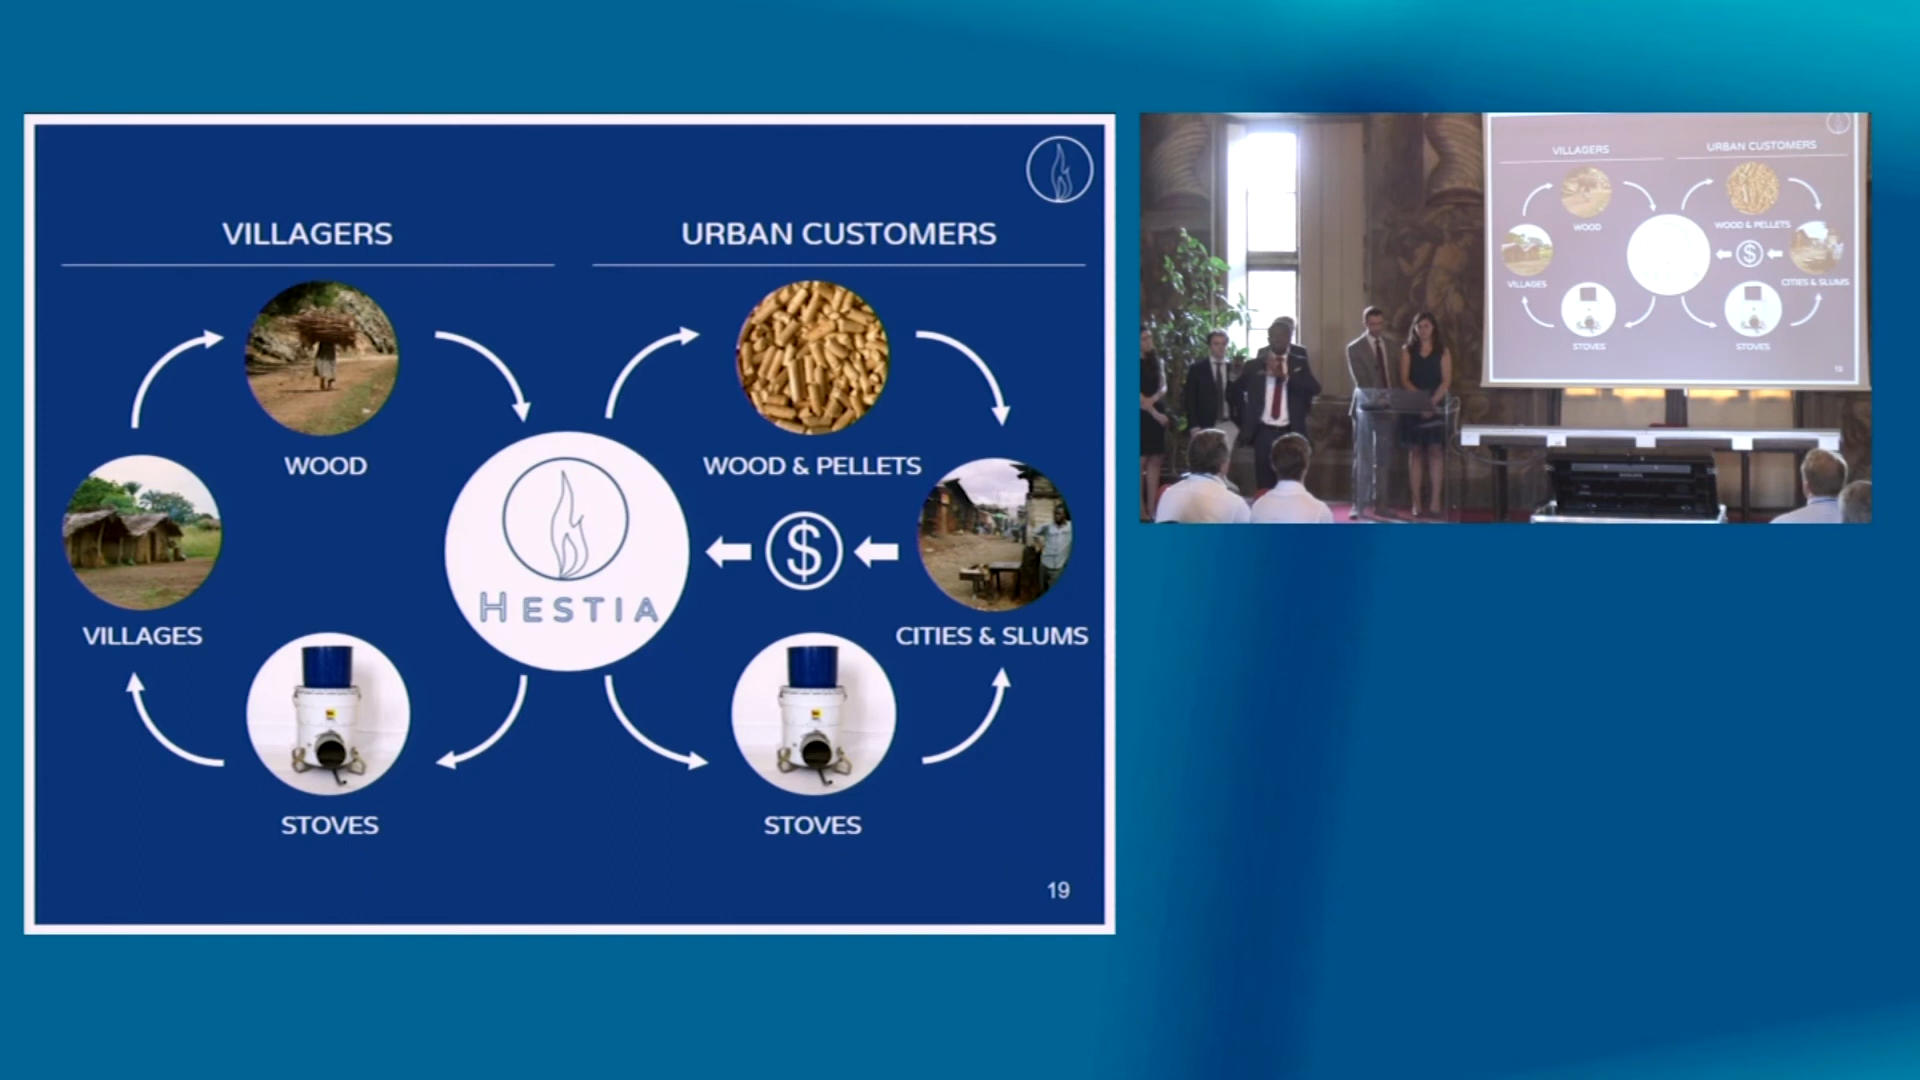 VILLAGERS
URBAN CUSTOMERS
WOOD
WOOD & PELLETS
HESTIA
$
VILLAGES
CITIES & SLUMS
STOVES
STOVES
19
VILLAGERS
URBAN CUSTOMERS
WOOD
WOOD & PELLETS
$
VILLAGES
CITIES & SLUMS
STOVES
STOVES
19